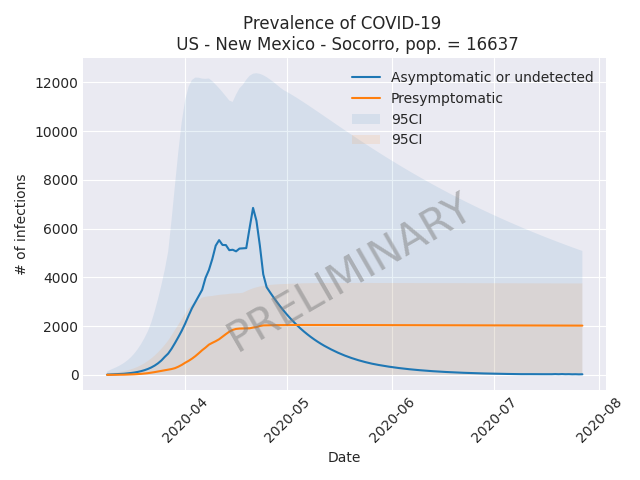 Prevalence of COVID-19
US - New Mexico - Socorro, pop. = 16637
Asymptomatic or undetected
Presymptomatic
95CI
95CI
PRELIMINARY
# of infections
12000
10000
8000
6000
4000
2000
0
2020-04
2020-05
2020-06
2020-07
2020-08
Date